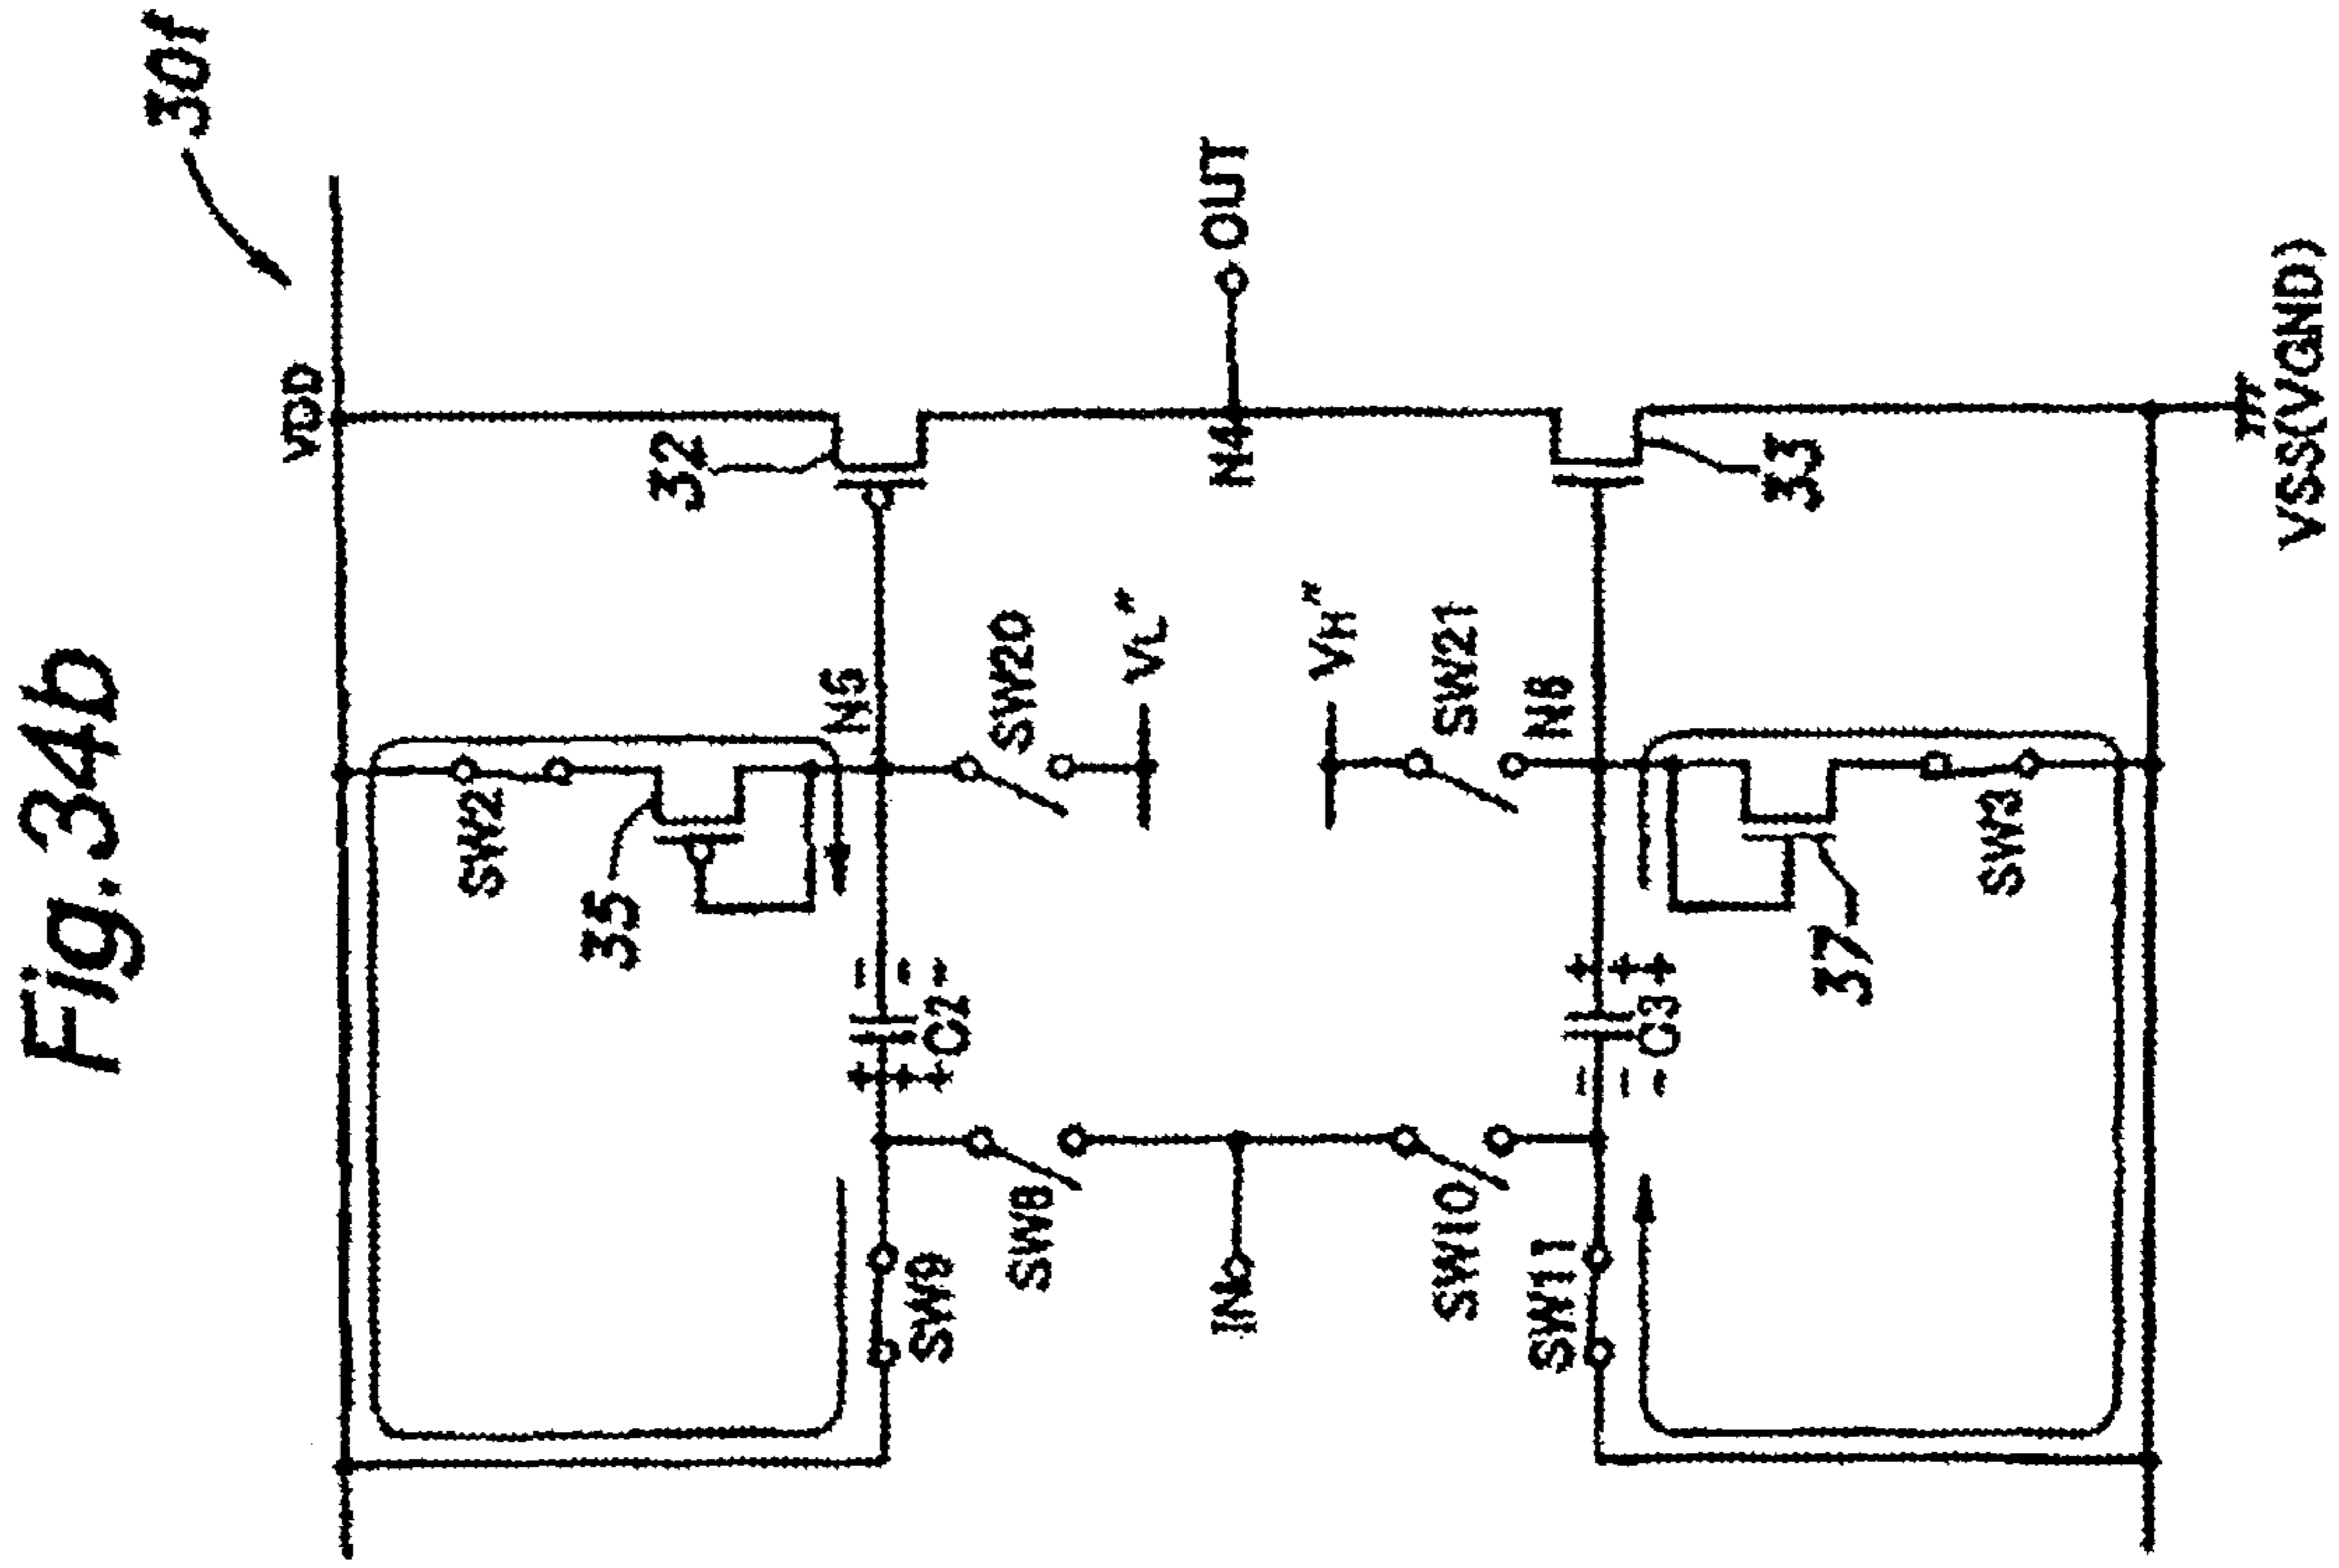 Fig. 34b
30f
VDD
SW2
35
32
N6
C2
SW9
SW8
SW20
VL"
IN
N4
OUT
VH"
SW10
SW21
SW11
C3
N8
33
37
SW3
VSS(VGND)